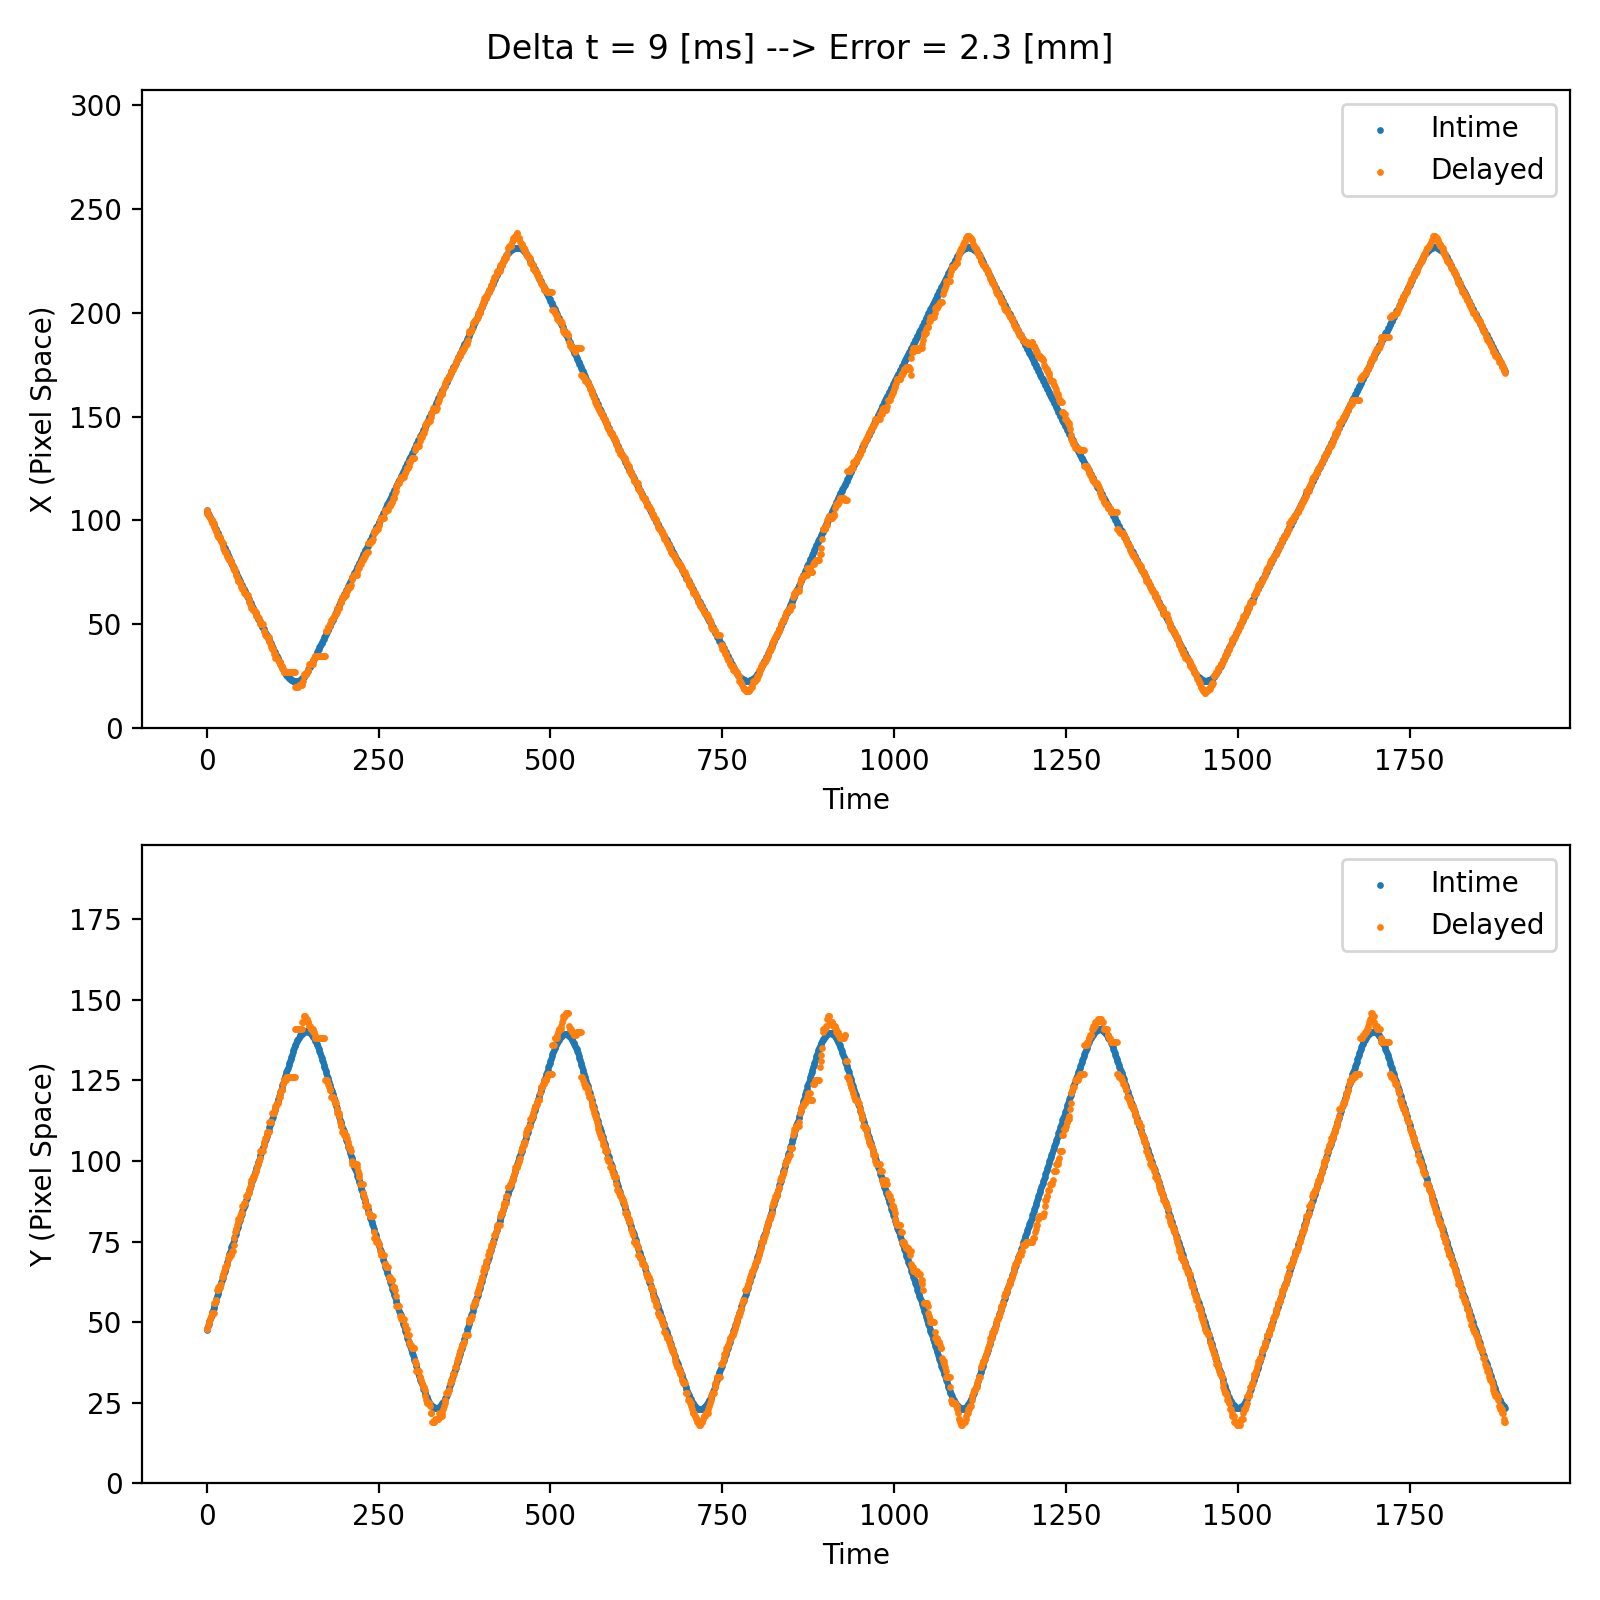 Delta t = 9 [ms] --> Error = 2.3 [mm]
300
250
200
150
100
50
0
X (Pixel Space)
Intime
Delayed
0 250 500 750 1000 1250 1500 1750
Time
175
150
125
100
75
50
25
0
Y (Pixel Space)
Intime
Delayed
0 250 500 750 1000 1250 1500 1750
Time